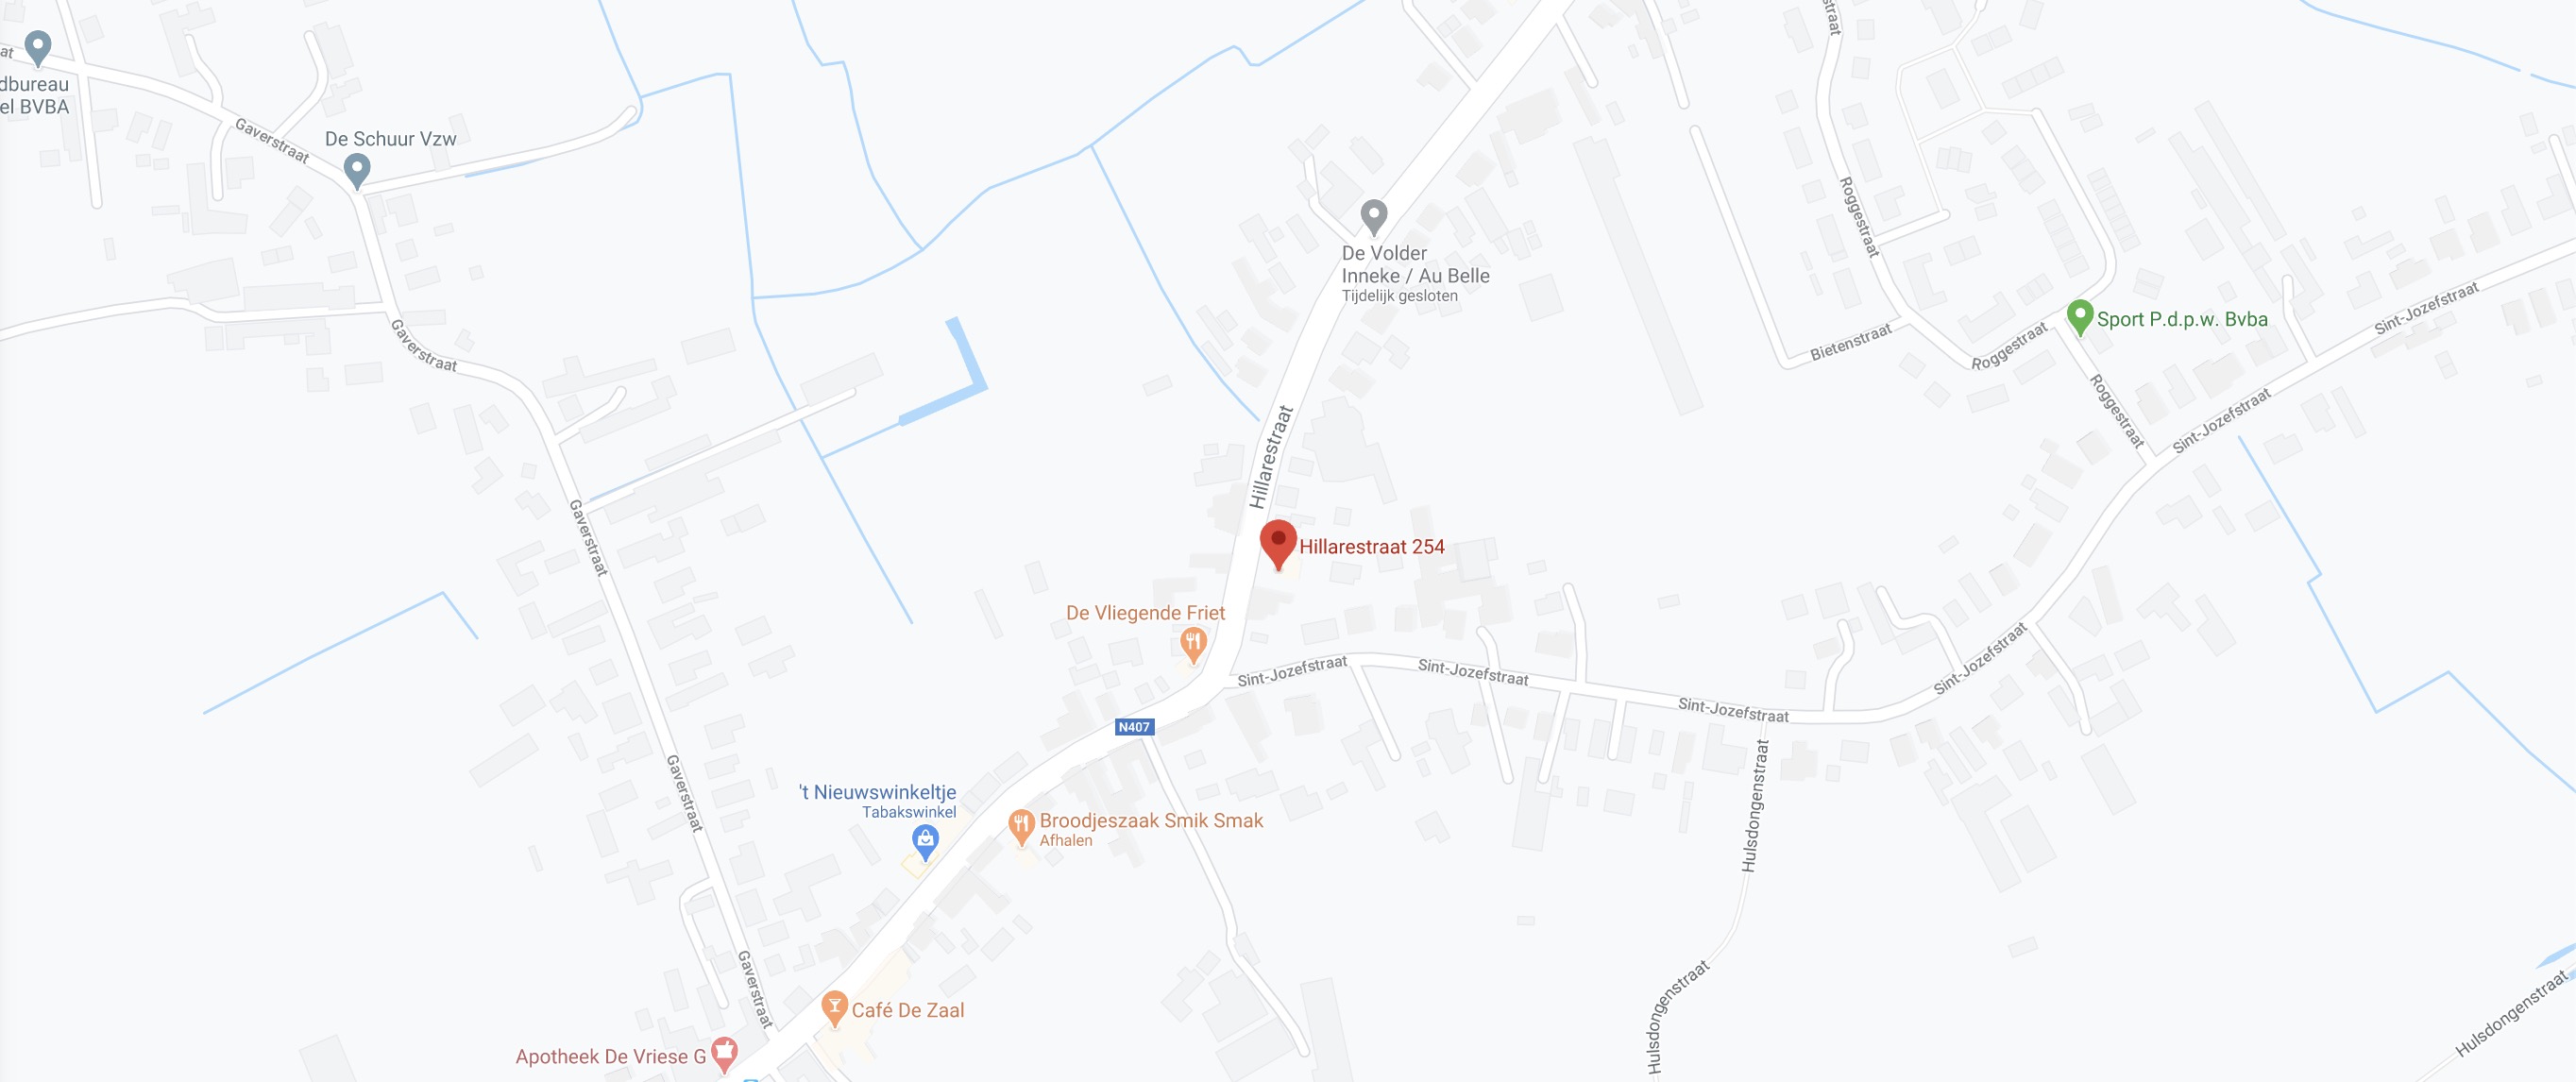 at
dbureau
el BVBA
Gaverstraat
De Schuur Vzw
straat
Roggestraat
De Volder
Inneke / Au Belle
Tijdelijk gesloten
Gaverstraat
Bietenstraat
Roggestraat
Sport P.d.p.w. Bvba
Sint-Jozefstraat
Roggestraat
Sint-Jozefstraat
Hillarestraat
Gaverstraat
Hillarestraat 254
De Vliegende Friet
Sint-Jozefstraat
Sint-Jozefstraat
Sint-Jozefstraat
Sint-Jozefstraat
N407
Gaverstraat
't Nieuwswinkeltje
Tabakswinkel
Broodjeszaak Smik Smak
Afhalen
Hulsdongenstraat
Gaverstraat
Café De Zaal
Hulsdongenstraat
Hulsdongenstraat
Apotheek De Vriese G